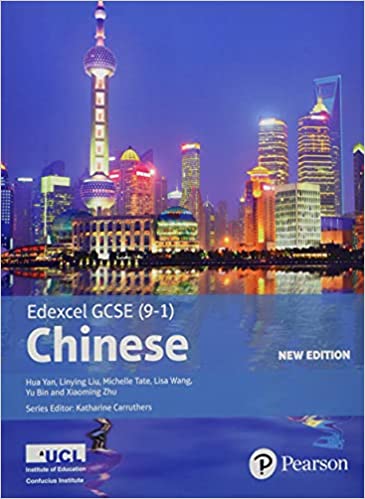 Edexcel GCSE (9-1)
Chinese
NEW EDITION
Hua Yan, Linying Liu, Michelle Tate, Lisa Wang,
Yu Bin and Xiaoming Zhu
Series Editor: Katharine Carruthers
UCL
Institute of Education
Confucius Institute
Pearson